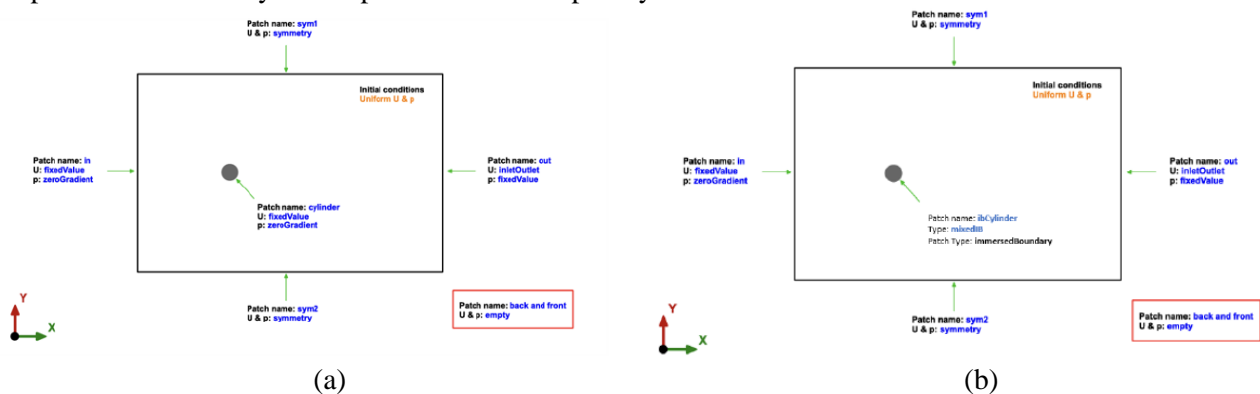 Patch name: sym1
U & p: symmetry
Initial conditions
Uniform U & p
Patch name: in
U: fixedValue
p: zeroGradient
Patch name: out
U: inletOutlet
p: fixedValue
Patch name: cylinder
U: fixedValue
p: zeroGradient
Patch name: sym2
U & p: symmetry
Patch name: back and front
U & p: empty
Y
X
(a)
Patch name: sym1
U & p: symmetry
Initial conditions
Uniform U & p
Patch name: in
U: fixedValue
p: zeroGradient
Patch name: out
U: inletOutlet
p: fixedValue
Patch name: ibCylinder
Type: mixedIB
Patch Type: immersedBoundary
Patch name: sym2
U & p: symmetry
Patch name: back and front
U & p: empty
Y
X
(b)